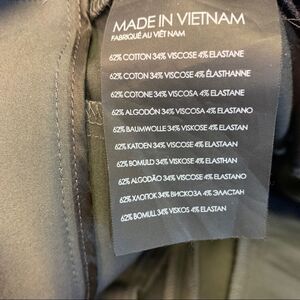 MADE IN VIETNAM
FABRIQUÉ AU VIÊT NAM
62% COTTON 34% VISCOSE 4% ELASTANE
62% COTON 34% VISCOSE 4% ÉLASTHANNE
62% COTONE 34% VISCOSA 4% ELASTANE
62% ALGODÓN 34% VISCOSA 4% ELASTANO
62% BAUMWOLLE 34% VISKOSE 4% ELASTAN
62% KATOEN 34% VISCOSE 4% ELASTAAN
62% BOMULD 34% VISKOSE 4% ELASTHAN
62% ALGODÃO 34% VISCOSE 4% ELASTANO
62% ХЛОПОК 34% ВИСКОЗА 4% ЭЛАСТАН
62% BOMULL 34% VISKOS 4% ELASTAN